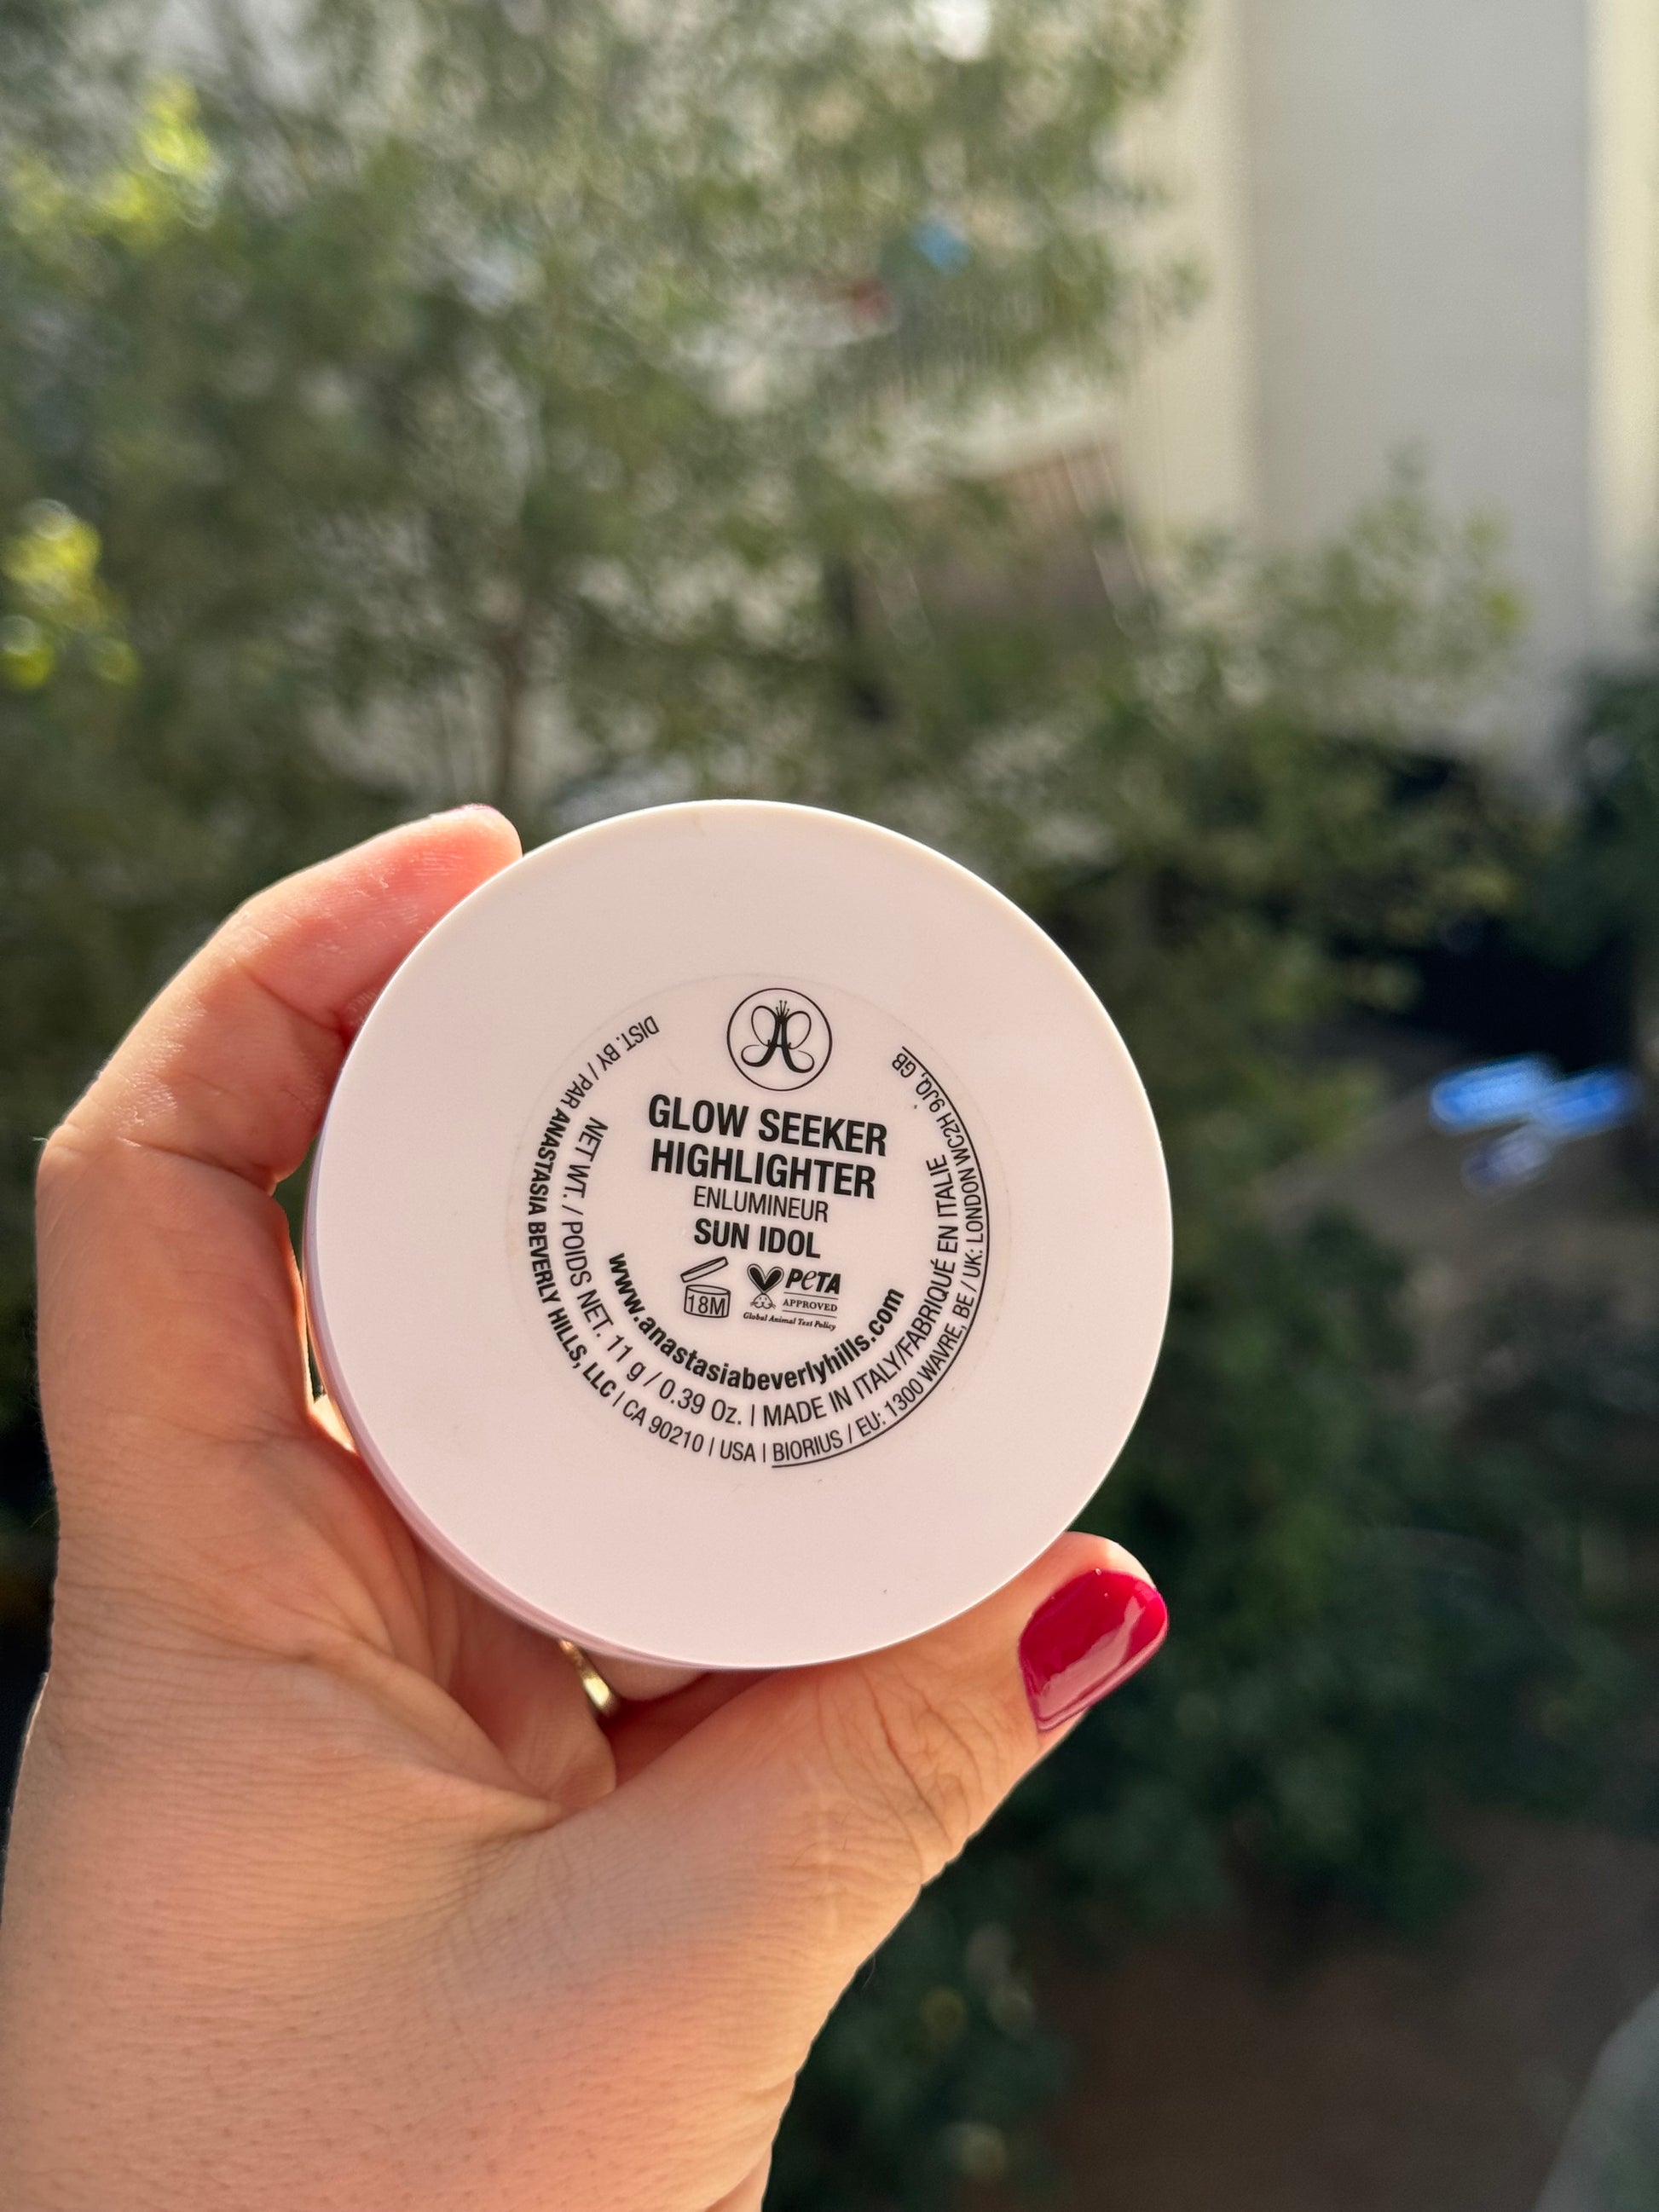 GLOW SEEKER
HIGHLIGHTER
ENLUMINEUR
SUN IDOL
18M
PETA
APPROVED
Global Animal Test Policy
www.anastasiabeverlyhills.com
NET WT. / POIDS NET. 11 g / 0.39 Oz. | MADE IN ITALY/FABRIQUÉ EN ITALIE
DIST. BY / PAR ANASTASIA BEVERLY HILLS, LLC | CA 90210 | USA | BIORIUS / EU: 1300 WAVRE, BE / UK: LONDON WC2H 9JQ, GB